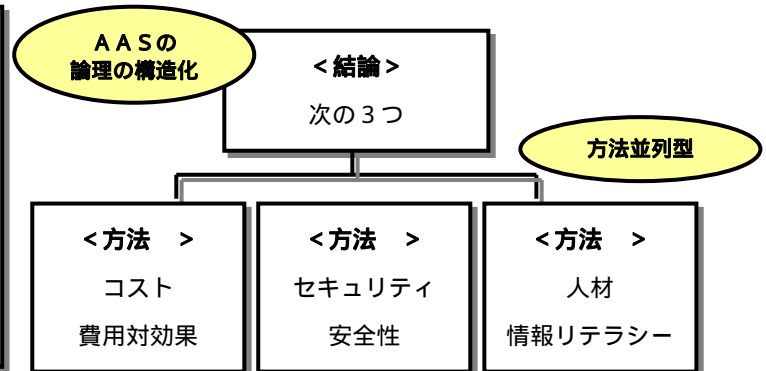 ＡＡＳの
論理の構造化
＜結論＞
次の３つ
方法並列型
＜方法　＞
コスト
費用対効果
＜方法　＞
セキュリティ
安全性
＜方法　＞
人材
情報リテラシー